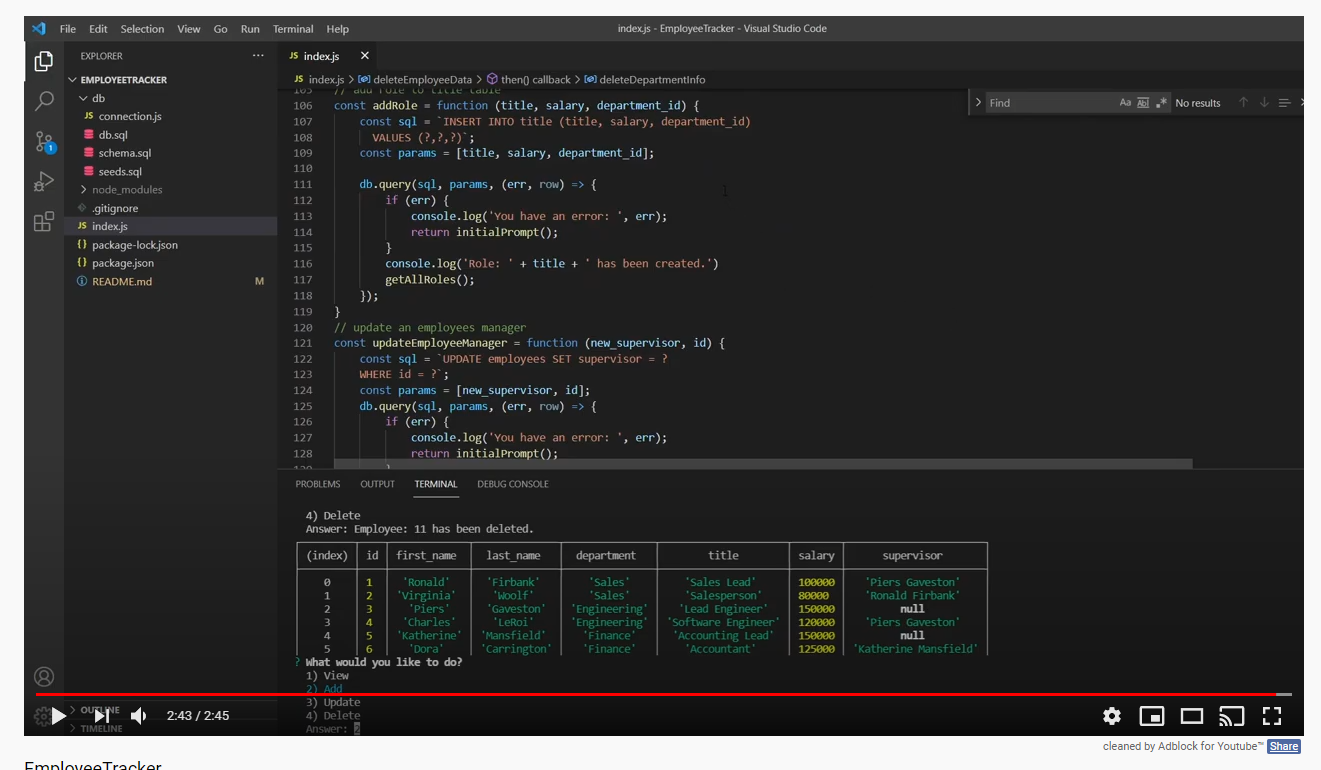 File Edit Selection View Go Run Terminal Help
index.js - EmployeeTracker - Visual Studio Code
EXPLORER ···
EMPLOYEETRACKER
db
JS connection.js
db.sql
schema.sql
seeds.sql
node_modules
.gitignore
JS index.js
{} package-lock.json
{} package.json
README.md M
OUTLINE
TIMELINE
1
JS index.js ×
JS index.js > deleteEmployeeData > then() callback > deleteDepartmentInfo
> Find Aa Abl .* No results
105 // add role to title table
106 const addRole = function (title, salary, department_id) {
107 const sql = `INSERT INTO title (title, salary, department_id)
108 VALUES (?,?,?)`;
109 const params = [title, salary, department_id];
110
111 db.query(sql, params, (err, row) => {
112 if (err) {
113 console.log('You have an error: ', err);
114 return initialPrompt();
115 }
116 console.log('Role: ' + title + ' has been created.')
117 getAllRoles();
118 });
119 }
120 // update an employees manager
121 const updateEmployeeManager = function (new_supervisor, id) {
122 const sql = `UPDATE employees SET supervisor = ?
123 WHERE id = ?`;
124 const params = [new_supervisor, id];
125 db.query(sql, params, (err, row) => {
126 if (err) {
127 console.log('You have an error: ', err);
128 return initialPrompt();
129 }
PROBLEMS OUTPUT TERMINAL DEBUG CONSOLE
4) Delete
Answer: Employee: 11 has been deleted.
(index) id first_name last_name department title salary supervisor
0 1 'Ronald' 'Firbank' 'Sales' 'Sales Lead' 100000 'Piers Gaveston'
1 2 'Virginia' 'Woolf' 'Sales' 'Salesperson' 80000 'Ronald Firbank'
2 3 'Piers' 'Gaveston' 'Engineering' 'Lead Engineer' 150000 null
3 4 'Charles' 'LeRoi' 'Engineering' 'Software Engineer' 120000 'Piers Gaveston'
4 5 'Katherine' 'Mansfield' 'Finance' 'Accounting Lead' 150000 null
5 6 'Dora' 'Carrington' 'Finance' 'Accountant' 125000 'Katherine Mansfield'
? What would you like to do?
1) View
2) Add
3) Update
4) Delete
Answer: 2
2:43 / 2:45
cleaned by Adblock for Youtube™ Share
EmployeeTracker